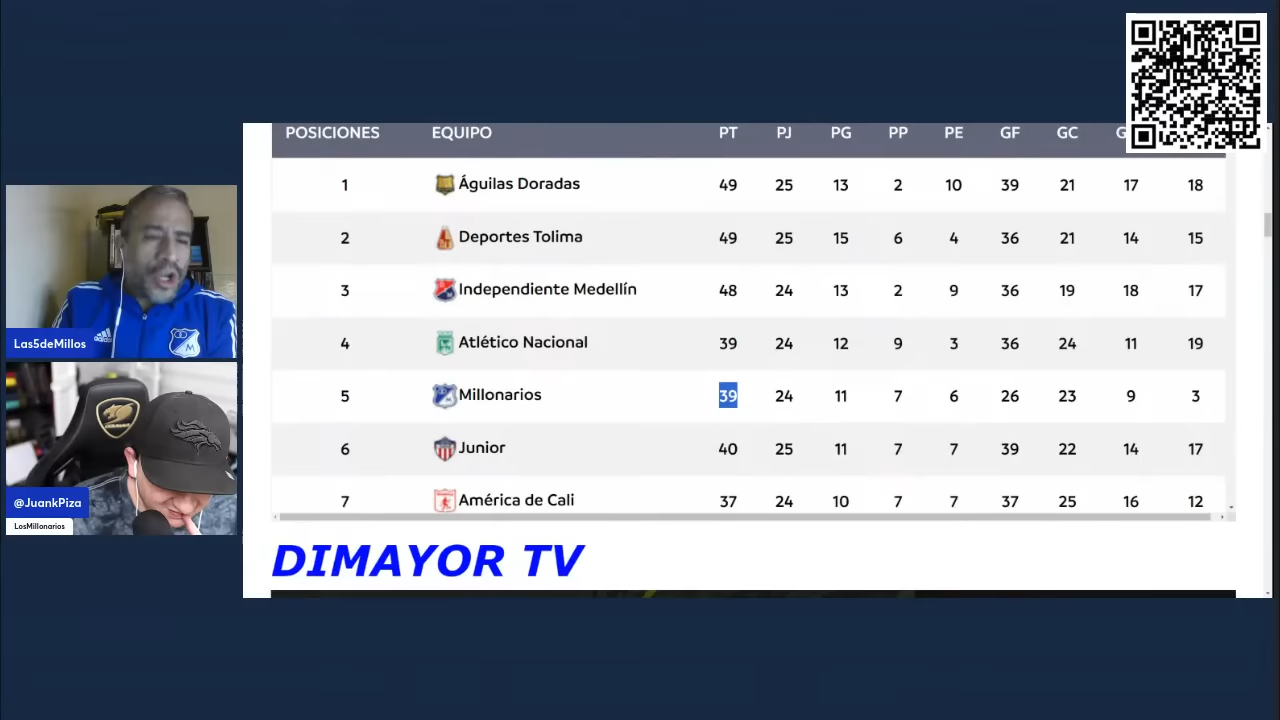 POSICIONES EQUIPO PT PJ PG PP PE GF GC G
1 Águilas Doradas 49 25 13 2 10 39 21 17 18
2 Deportes Tolima 49 25 15 6 4 36 21 14 15
3 Independiente Medellín 48 24 13 2 9 36 19 18 17
4 Atlético Nacional 39 24 12 9 3 36 24 11 19
5 Millonarios 39 24 11 7 6 26 23 9 3
6 Junior 40 25 11 7 7 39 22 14 17
7 América de Cali 37 24 10 7 7 37 25 16 12
DIMAYOR TV
adidas
Las5deMillos
COUGAR
@JuankPiza
LosMillonarios